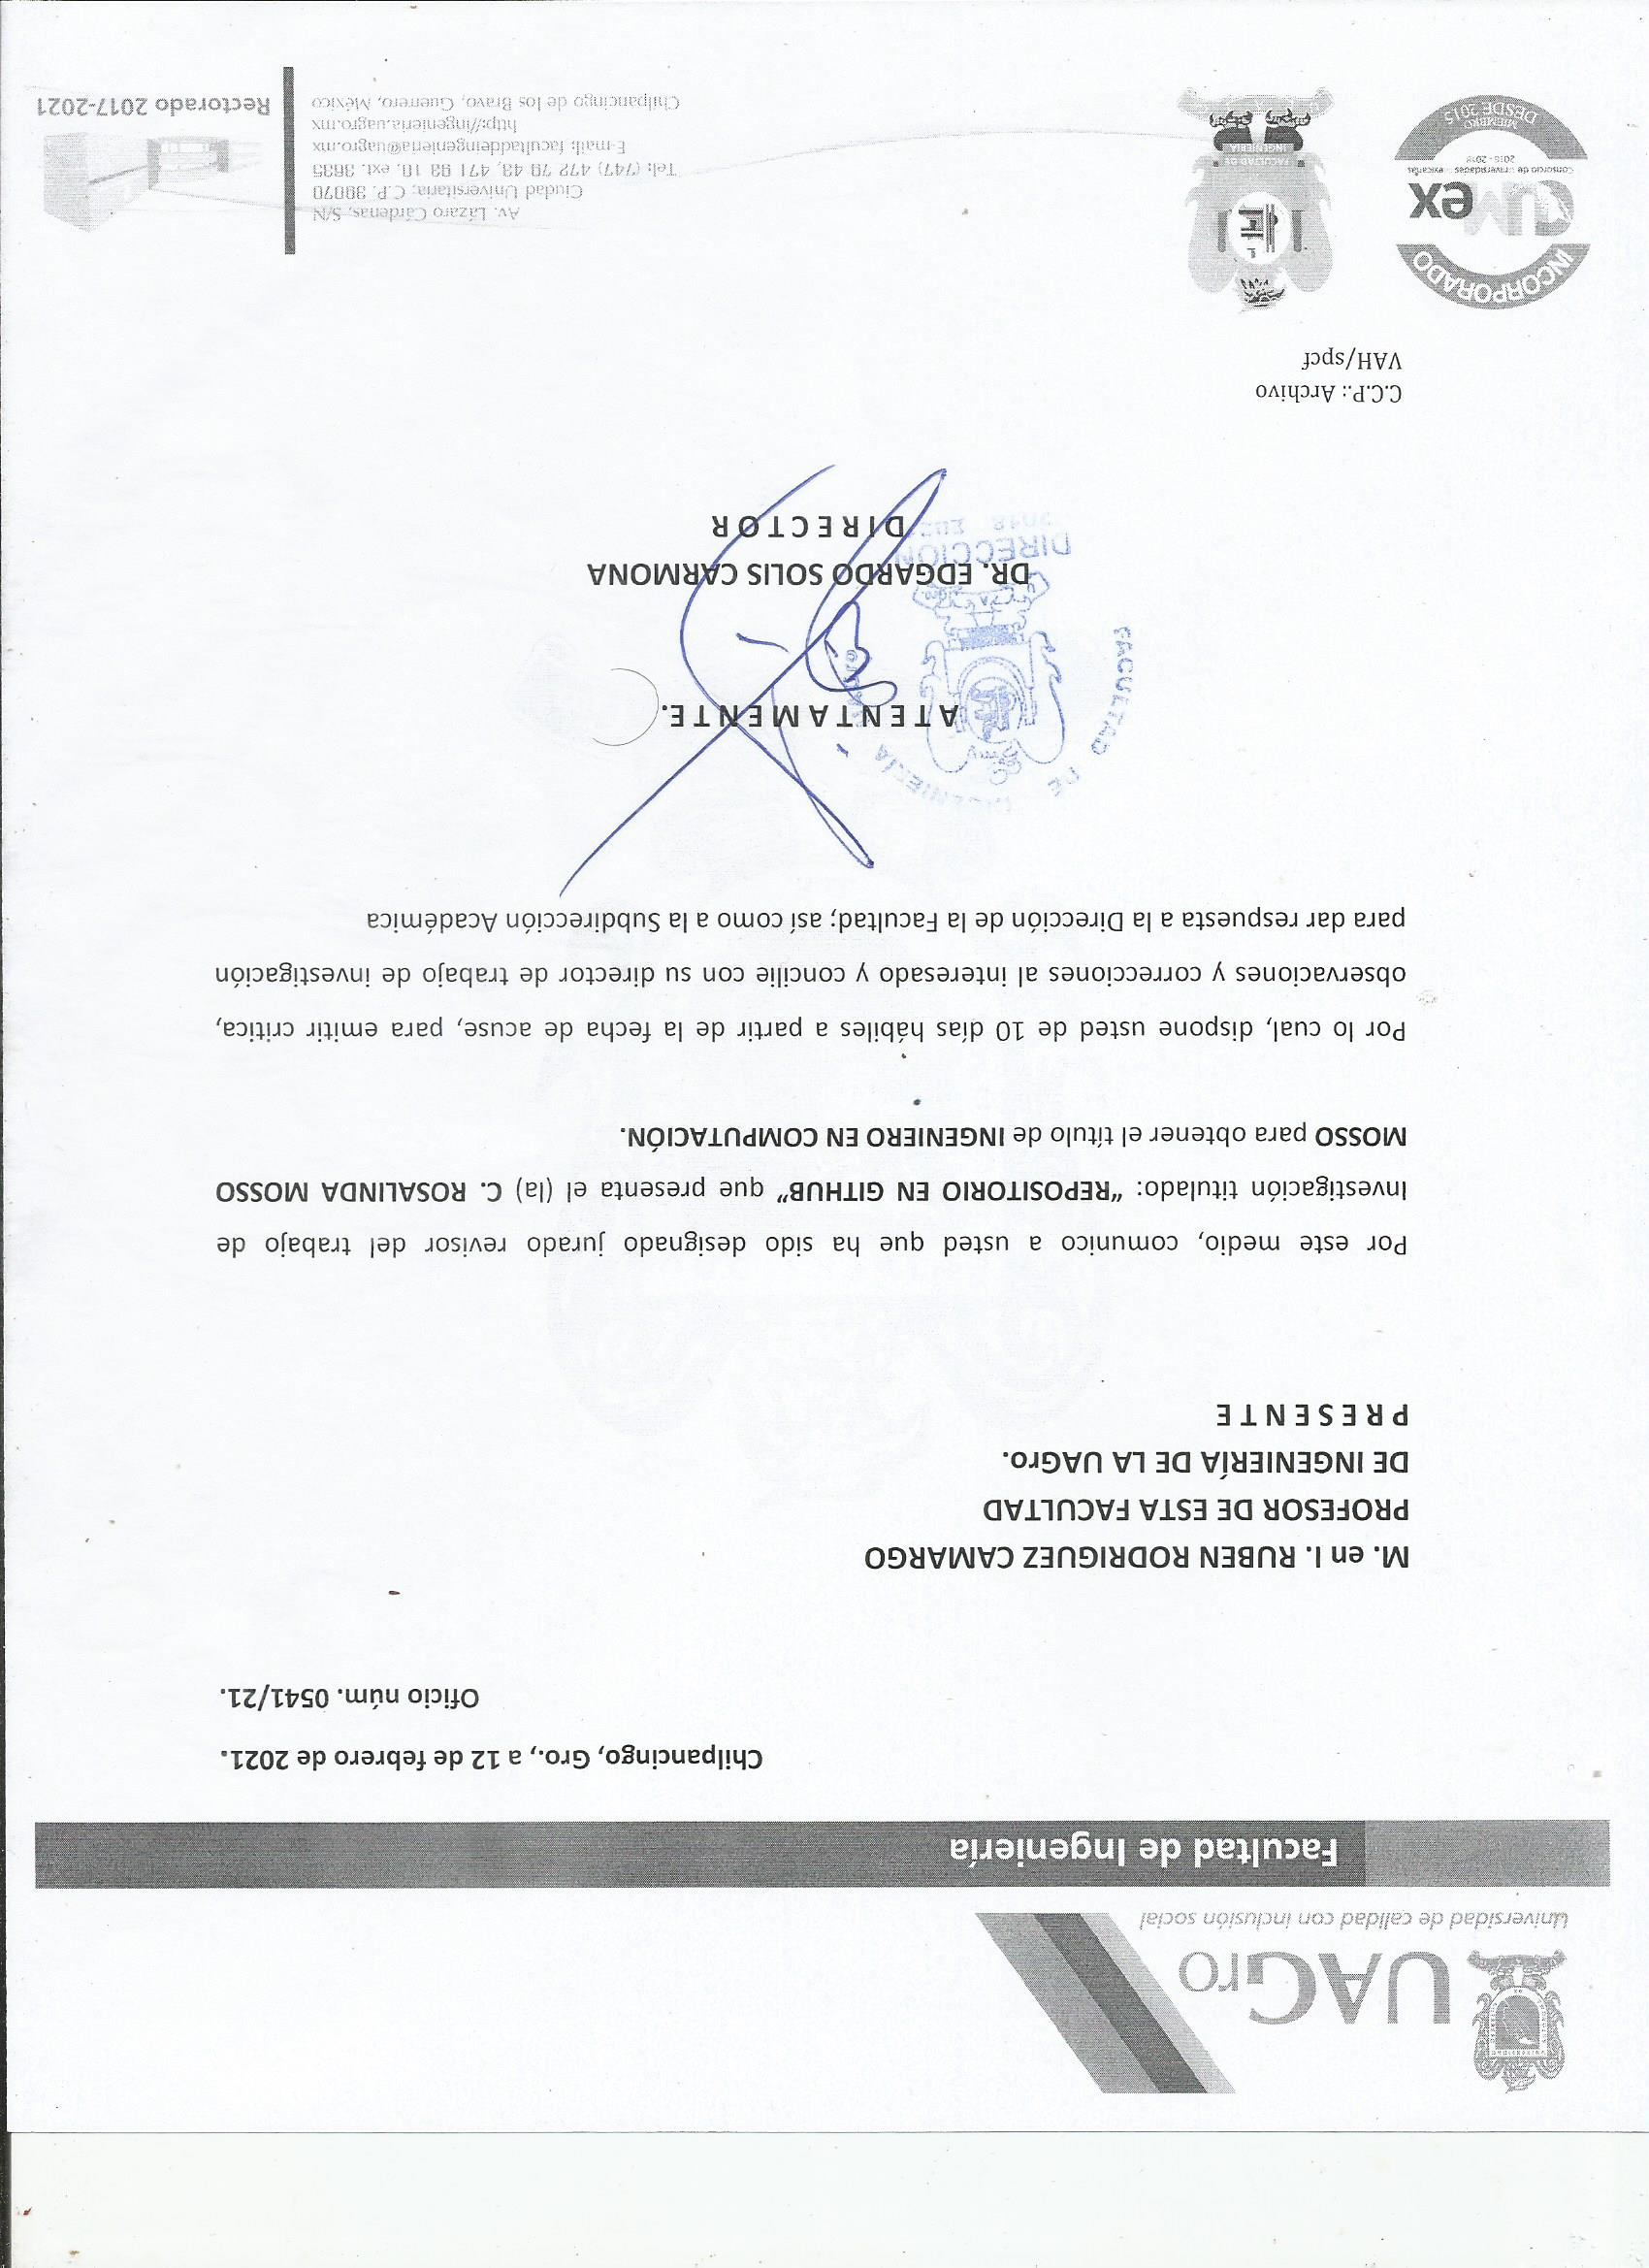 UAGro
Universidad de calidad con inclusión social
Facultad de Ingeniería
Chilpancingo, Gro., a 12 de febrero de 2021.
Oficio núm. 0541/21.
M. en I. RUBEN RODRIGUEZ CAMARGO
PROFESOR DE ESTA FACULTAD
DE INGENIERÍA DE LA UAGro.
P R E S E N T E
Por este medio, comunico a usted que ha sido designado jurado revisor del trabajo de
Investigación titulado: “REPOSITORIO EN GITHUB” que presenta el (la) C. ROSALINDA MOSSO
MOSSO para obtener el título de INGENIERO EN COMPUTACIÓN.
Por lo cual, dispone usted de 10 días hábiles a partir de la fecha de acuse, para emitir critica,
observaciones y correcciones al interesado y concilie con su director de trabajo de investigación
para dar respuesta a la Dirección de la Facultad; así como a la Subdirección Académica
FACULTAD DE INGENIERÍA
A T E N T A M E N T E.
DR. EDGARDO SOLIS CARMONA
DIRECCION
D I R E C T O R
C.C.P.: Archivo
VAH/spcf
INCORPORADO
CUMex
Consorcio de Universidades Mexicanas
MIEMBRO
DESDE 2015
FACULTAD DE
INGENIERIA
Av. Lázaro Cárdenas, S/N
Ciudad Universitaria; C.P. 39070
Tel: (747) 472 79 43, 471 93 10, ext. 3635
E-mail: facultaddeingenieria@uagro.mx
http://ingenieria.uagro.mx
Chilpancingo de los Bravo, Guerrero, México
Rectorado 2017-2021